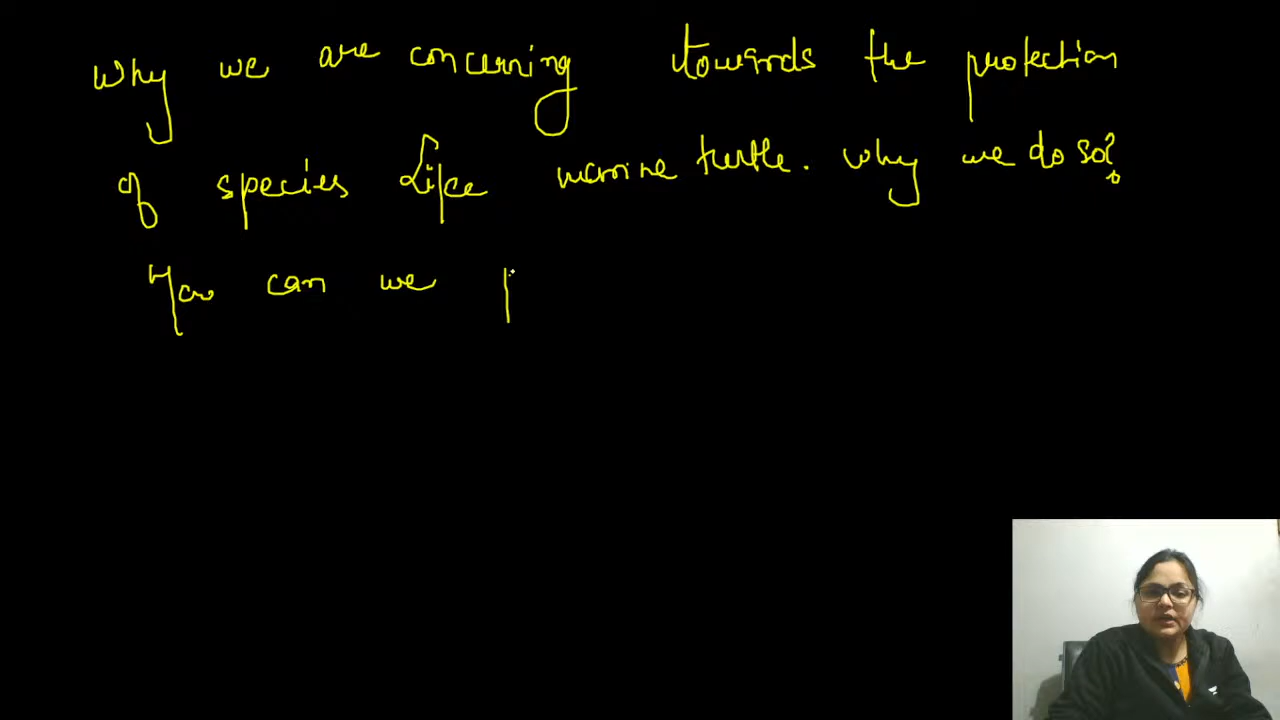 why we are concerning towards the protection
of species Like marine turtle. why we do so?
How can we p